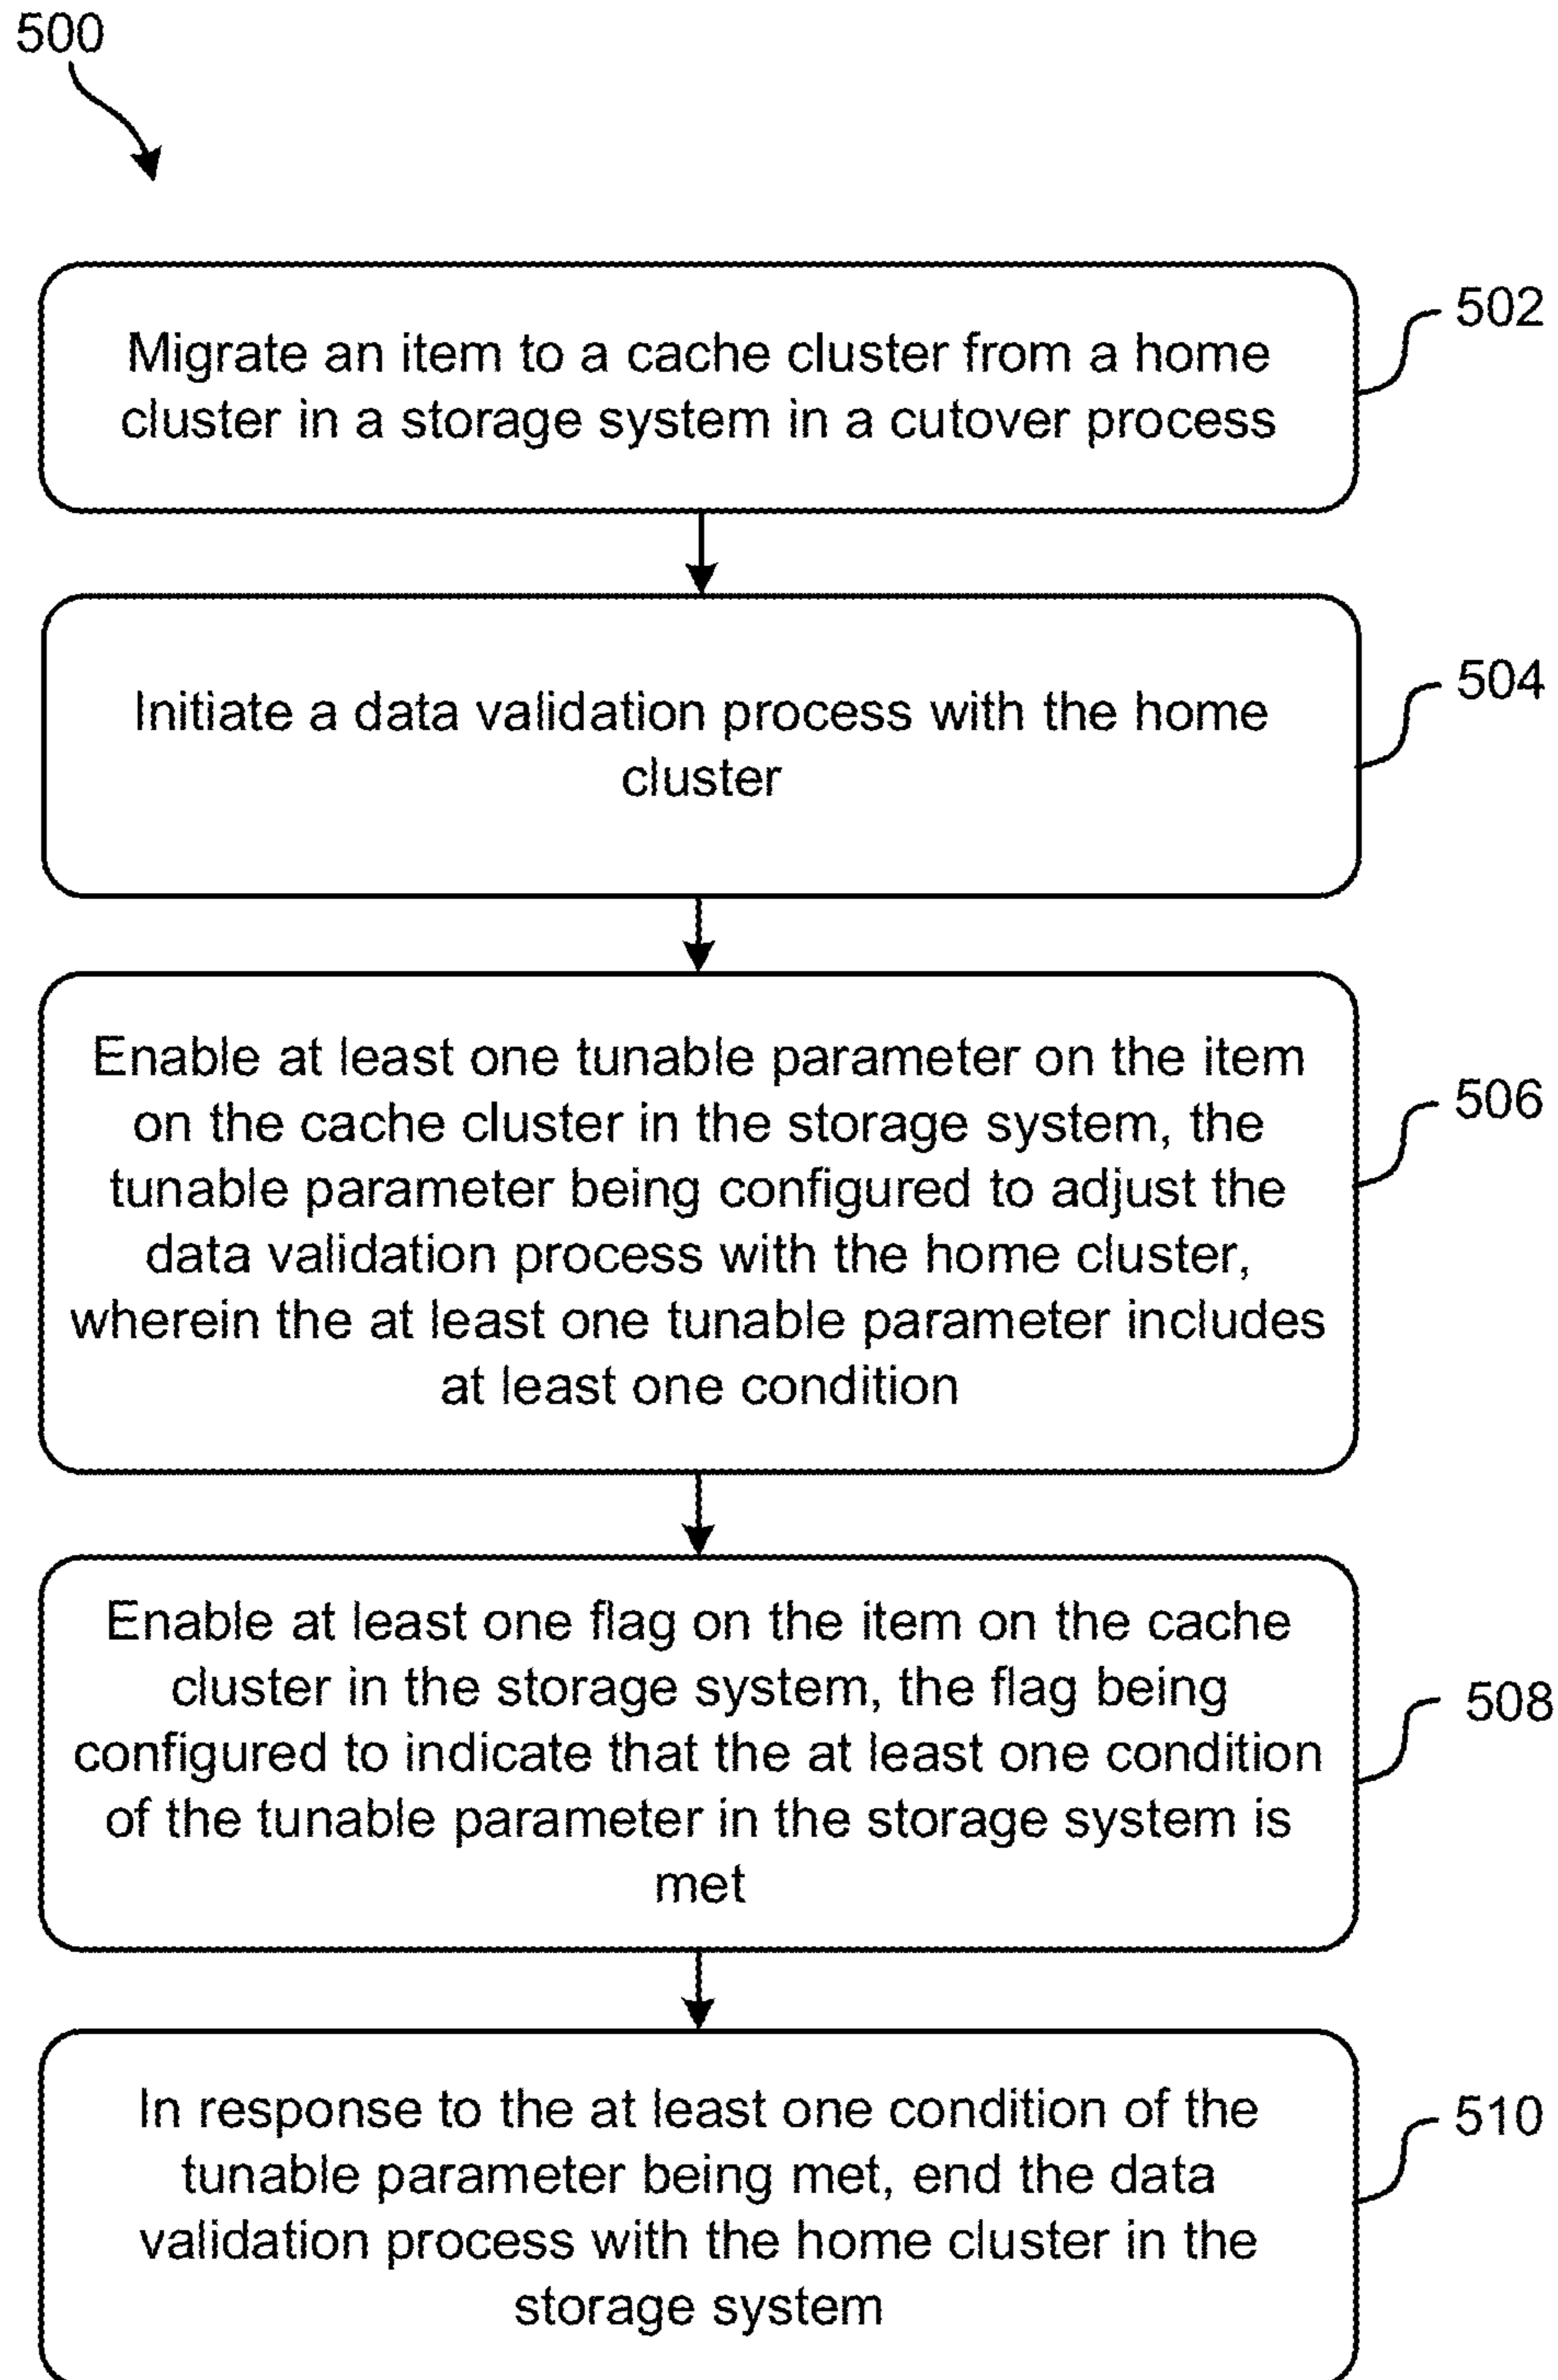 500
Migrate an item to a cache cluster from a home
cluster in a storage system in a cutover process
502
Initiate a data validation process with the home
cluster
504
Enable at least one tunable parameter on the item
on the cache cluster in the storage system, the
tunable parameter being configured to adjust the
data validation process with the home cluster,
wherein the at least one tunable parameter includes
at least one condition
506
Enable at least one flag on the item on the cache
cluster in the storage system, the flag being
configured to indicate that the at least one condition
of the tunable parameter in the storage system is
met
508
In response to the at least one condition of the
tunable parameter being met, end the data
validation process with the home cluster in the
storage system
510